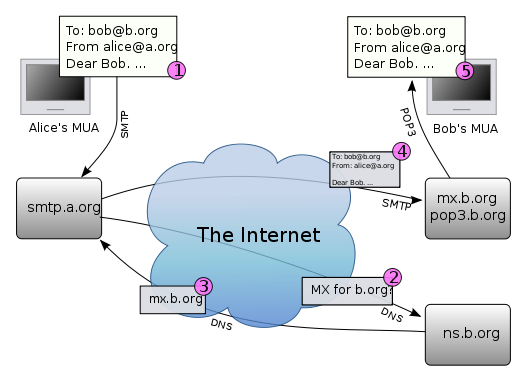 To: bob@b.org
From alice@a.org
Dear Bob. ...
1
Alice's MUA
SMTP
To: bob@b.org
From alice@a.org
Dear Bob. ...
5
Bob's MUA
POP3
To: bob@b.org
From: alice@a.org
Dear Bob. ...
4
SMTP
smtp.a.org
mx.b.org
pop3.b.org
The Internet
MX for b.org?
2
DNS
mx.b.org
3
DNS
ns.b.org